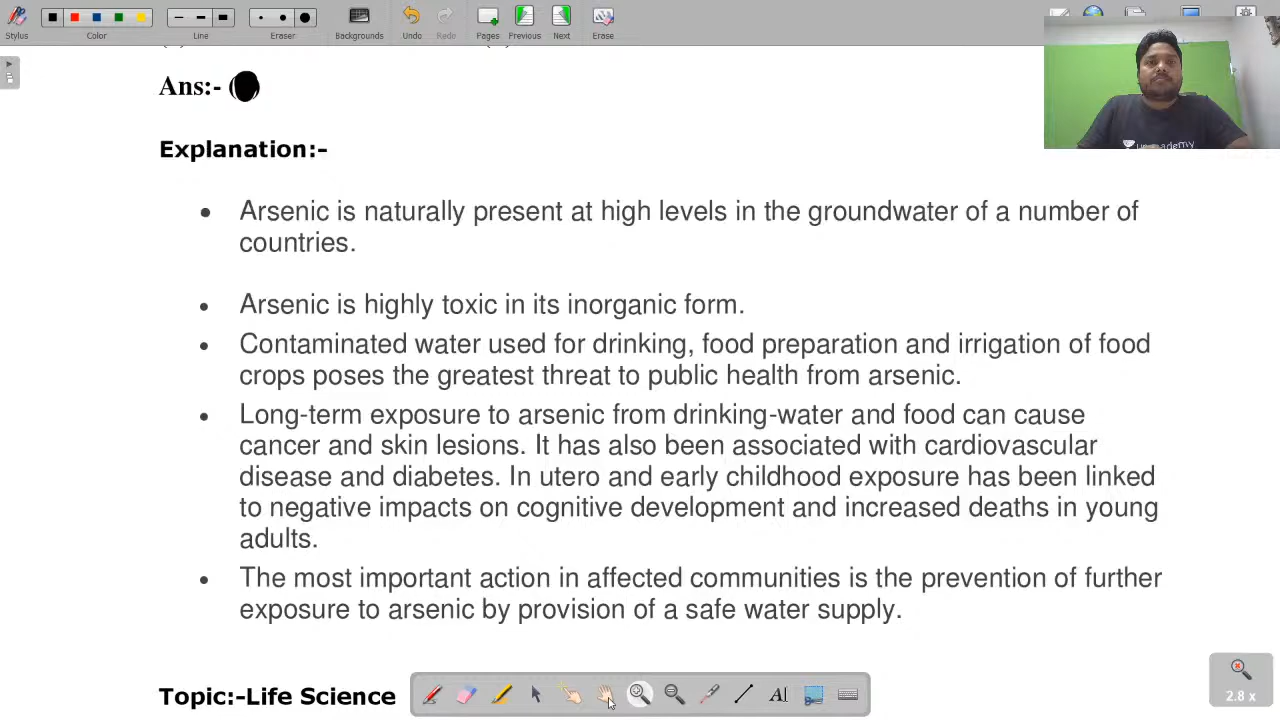 Stylus Color Line Eraser Backgrounds Undo Redo Pages Previous Next Erase
Ans:- (
Explanation:-
• Arsenic is naturally present at high levels in the groundwater of a number of
countries.
• Arsenic is highly toxic in its inorganic form.
• Contaminated water used for drinking, food preparation and irrigation of food
crops poses the greatest threat to public health from arsenic.
• Long-term exposure to arsenic from drinking-water and food can cause
cancer and skin lesions. It has also been associated with cardiovascular
disease and diabetes. In utero and early childhood exposure has been linked
to negative impacts on cognitive development and increased deaths in young
adults.
• The most important action in affected communities is the prevention of further
exposure to arsenic by provision of a safe water supply.
Topic:-Life Science
2.8 x